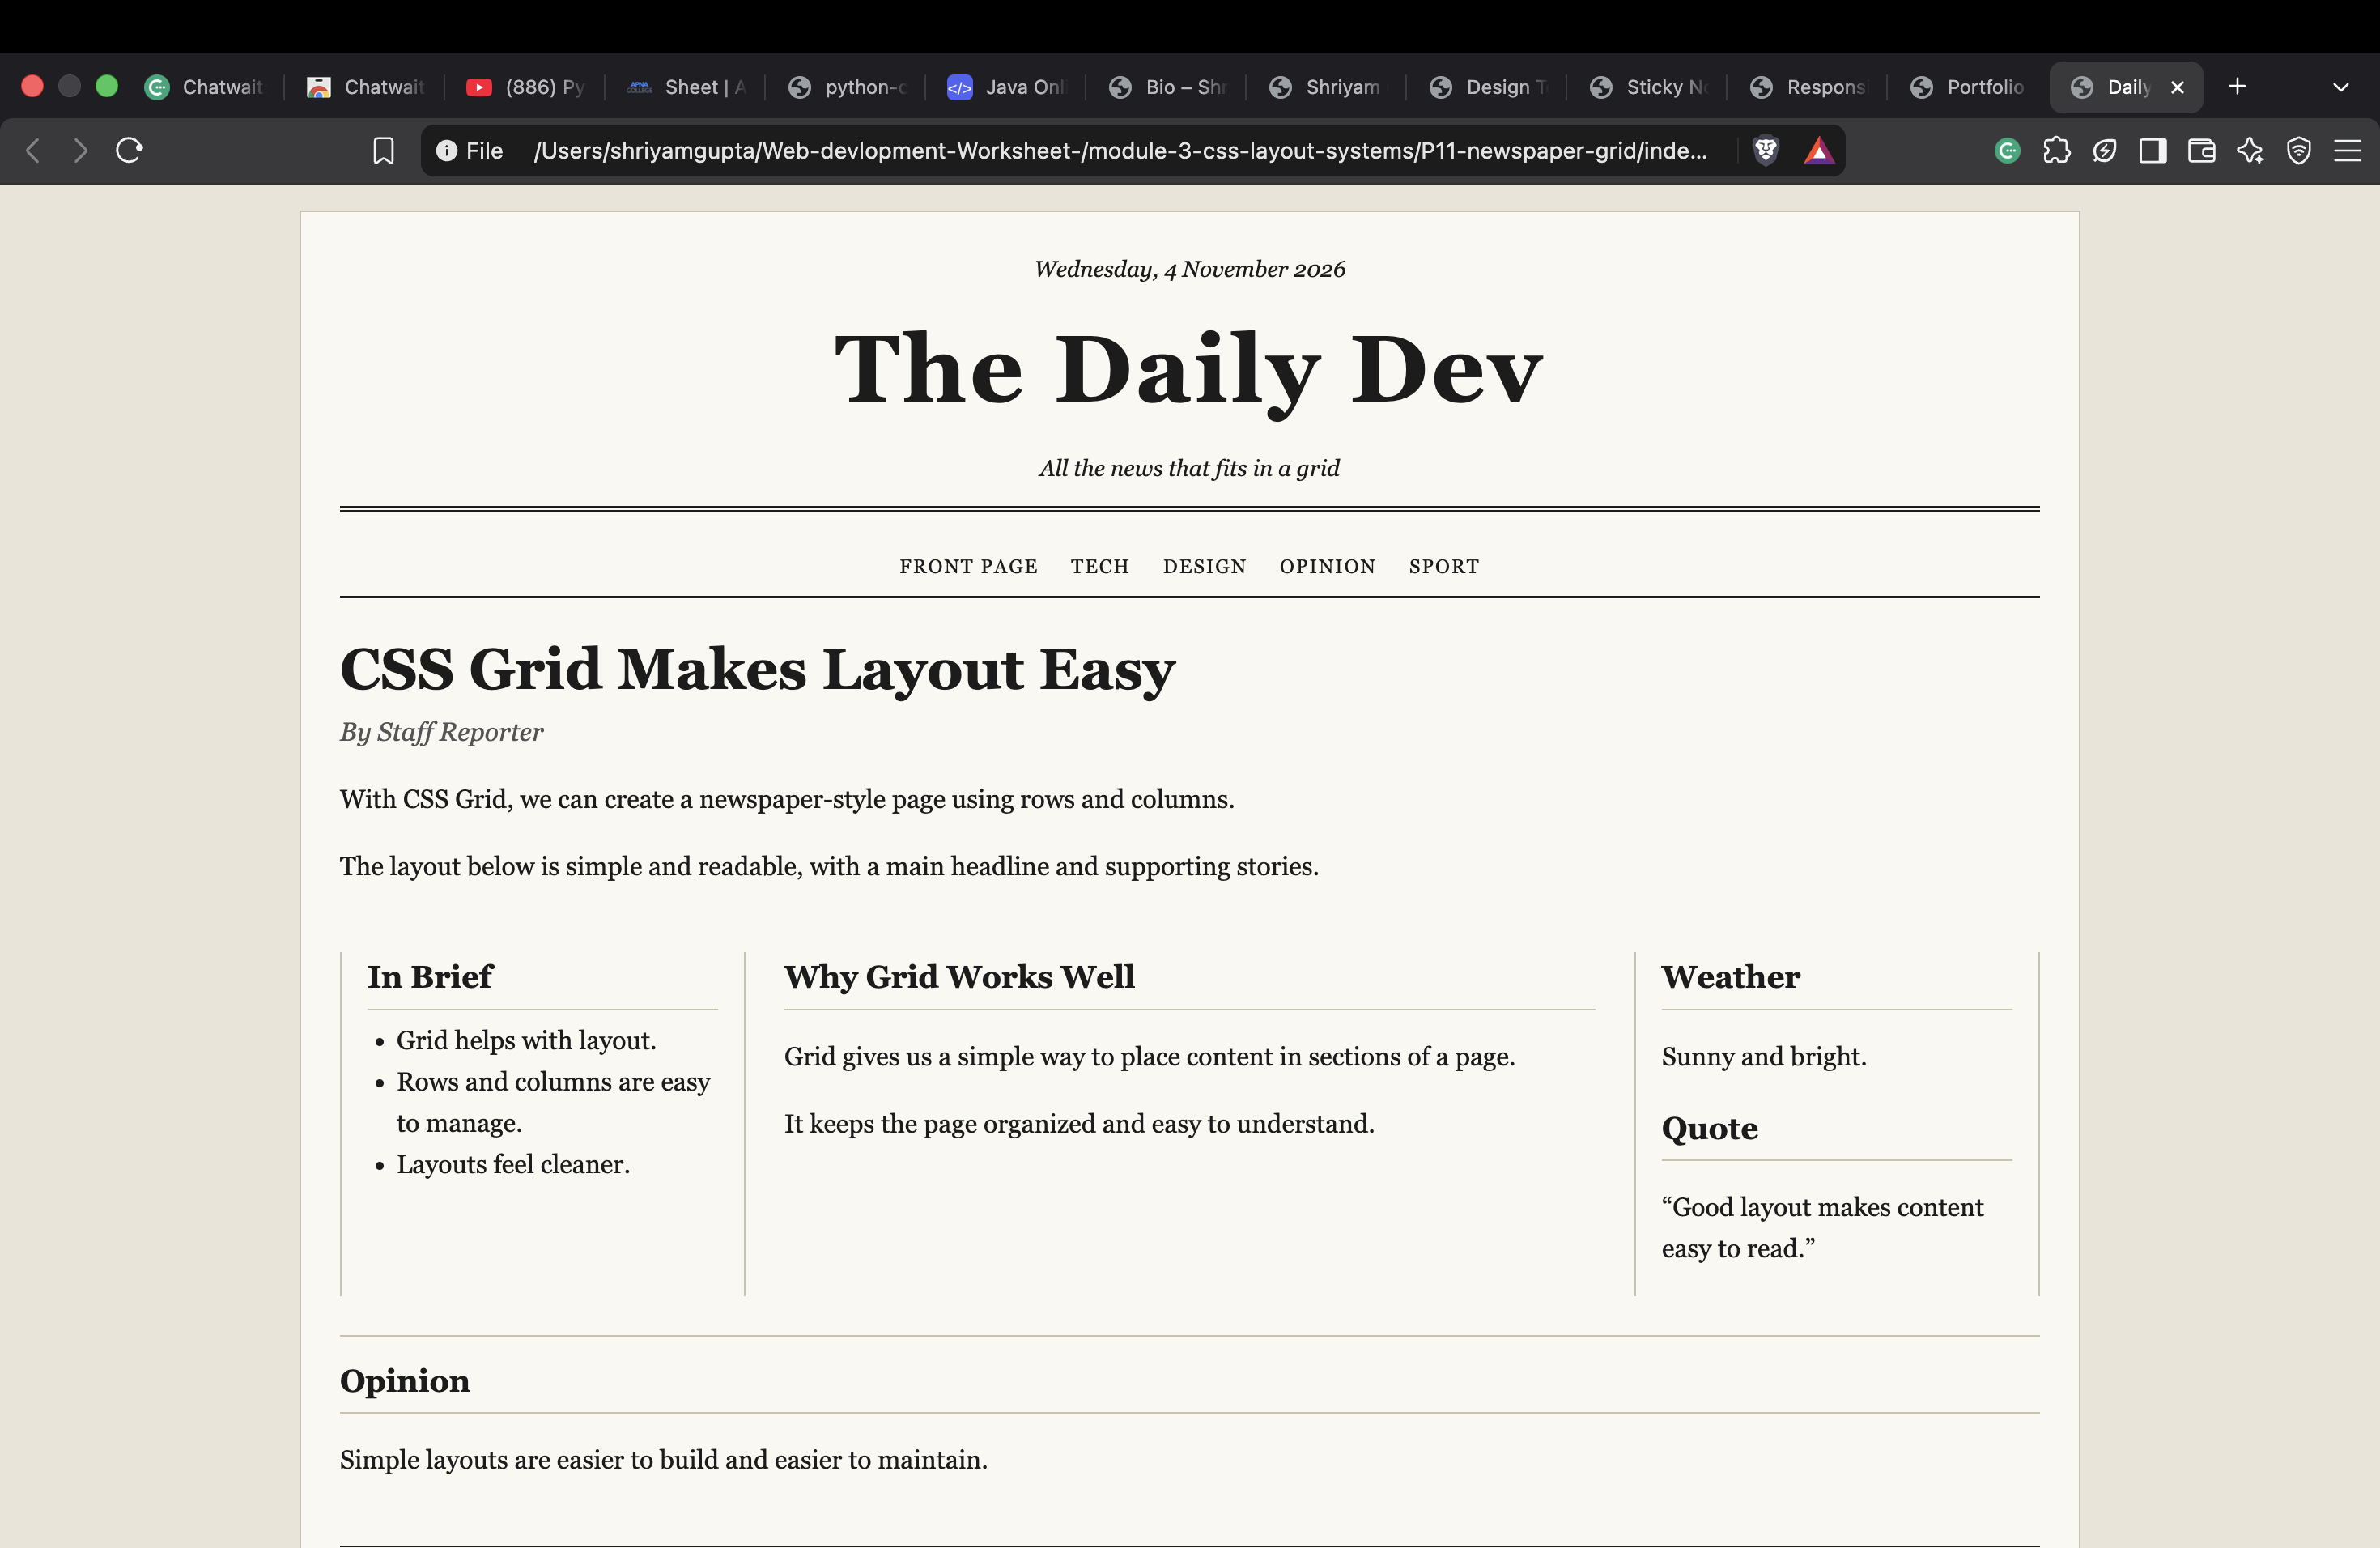 Chatwait
Chatwait
(886) Py
APNA COLLEGE
Sheet | A
python-c
Java Onl
Bio – Shr
Shriyam
Design T
Sticky No
Respons
Portfolio
Daily
File /Users/shriyamgupta/Web-devlopment-Worksheet-/module-3-css-layout-systems/P11-newspaper-grid/inde...
Wednesday, 4 November 2026
The Daily Dev
All the news that fits in a grid
FRONT PAGE TECH DESIGN OPINION SPORT
CSS Grid Makes Layout Easy
By Staff Reporter
With CSS Grid, we can create a newspaper-style page using rows and columns.
The layout below is simple and readable, with a main headline and supporting stories.
In Brief
• Grid helps with layout.
• Rows and columns are easy
to manage.
• Layouts feel cleaner.
Why Grid Works Well
Grid gives us a simple way to place content in sections of a page.
It keeps the page organized and easy to understand.
Weather
Sunny and bright.
Quote
“Good layout makes content
easy to read.”
Opinion
Simple layouts are easier to build and easier to maintain.